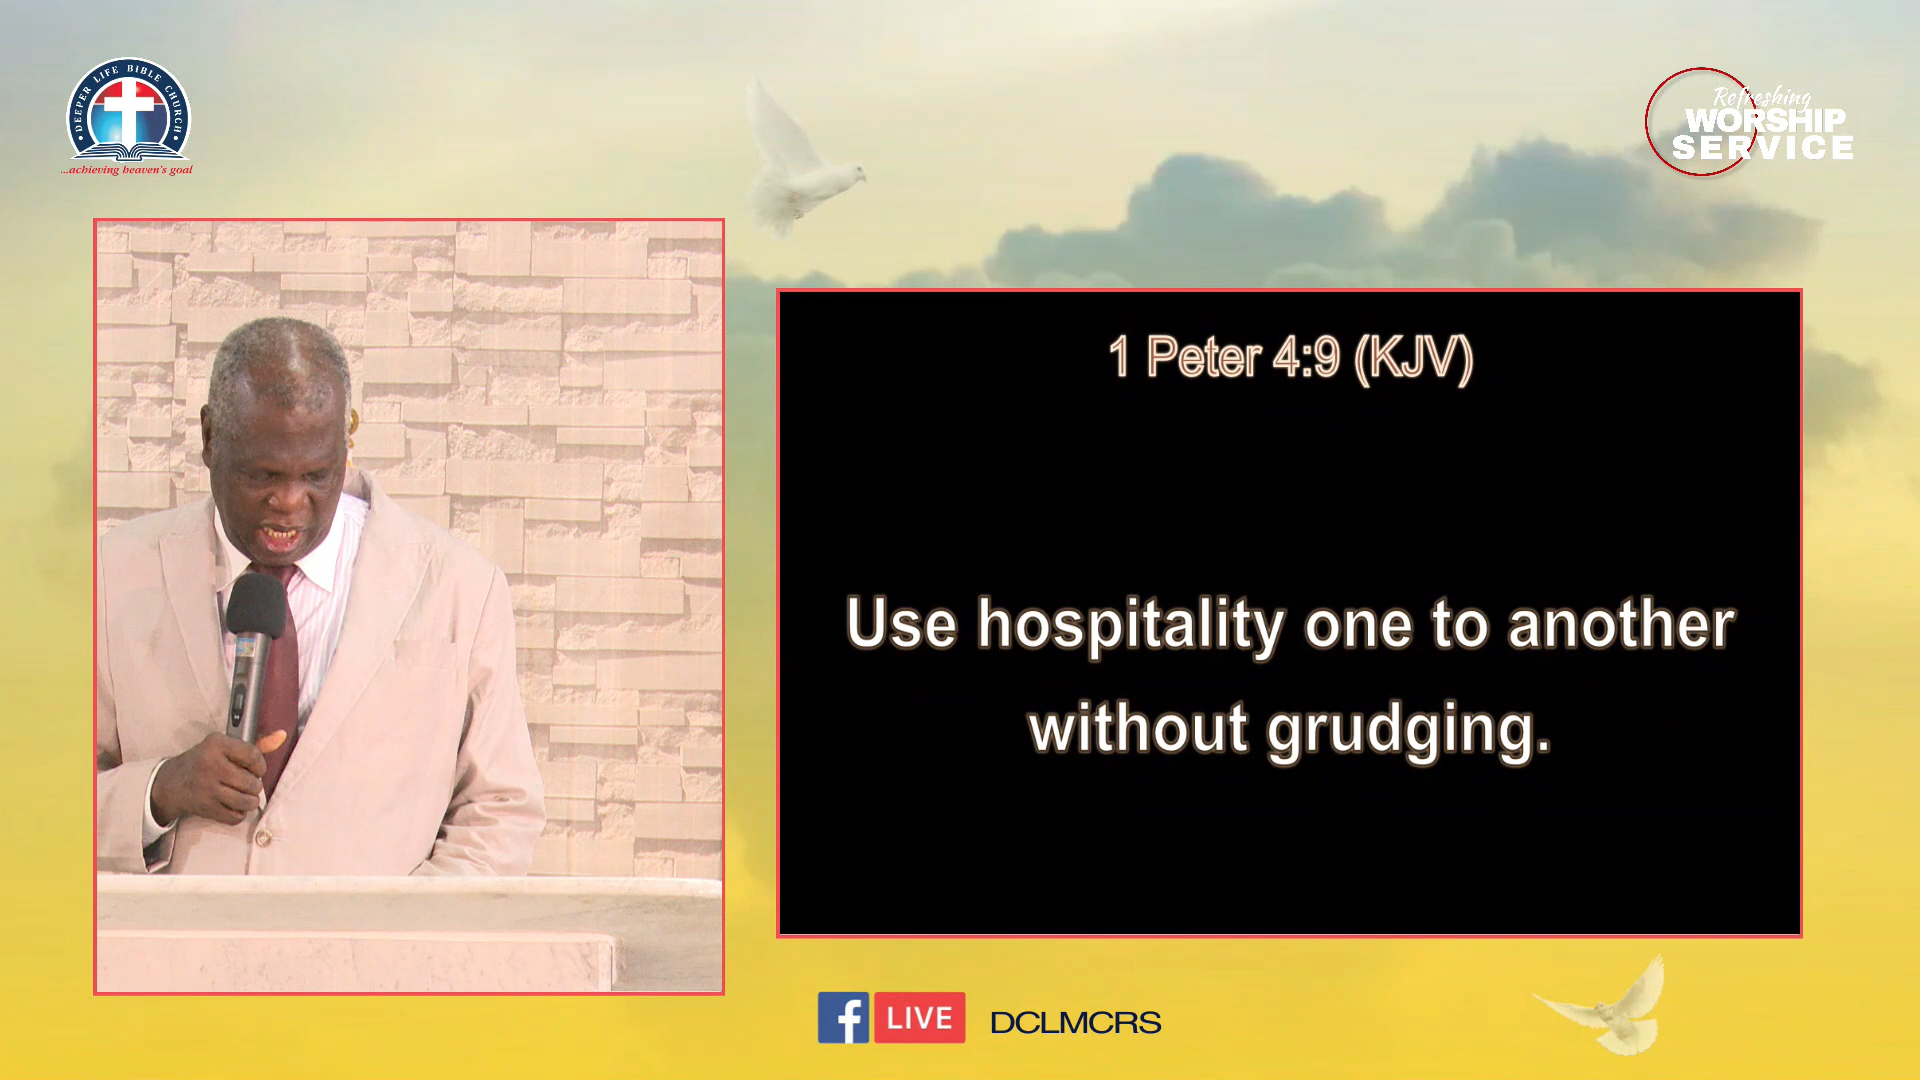 DEEPER LIFE BIBLE CHURCH
...achieving heaven's goal
Refreshing
WORSHIP
SERVICE
1 Peter 4:9 (KJV)
Use hospitality one to another
without grudging.
f LIVE DCLMCRS